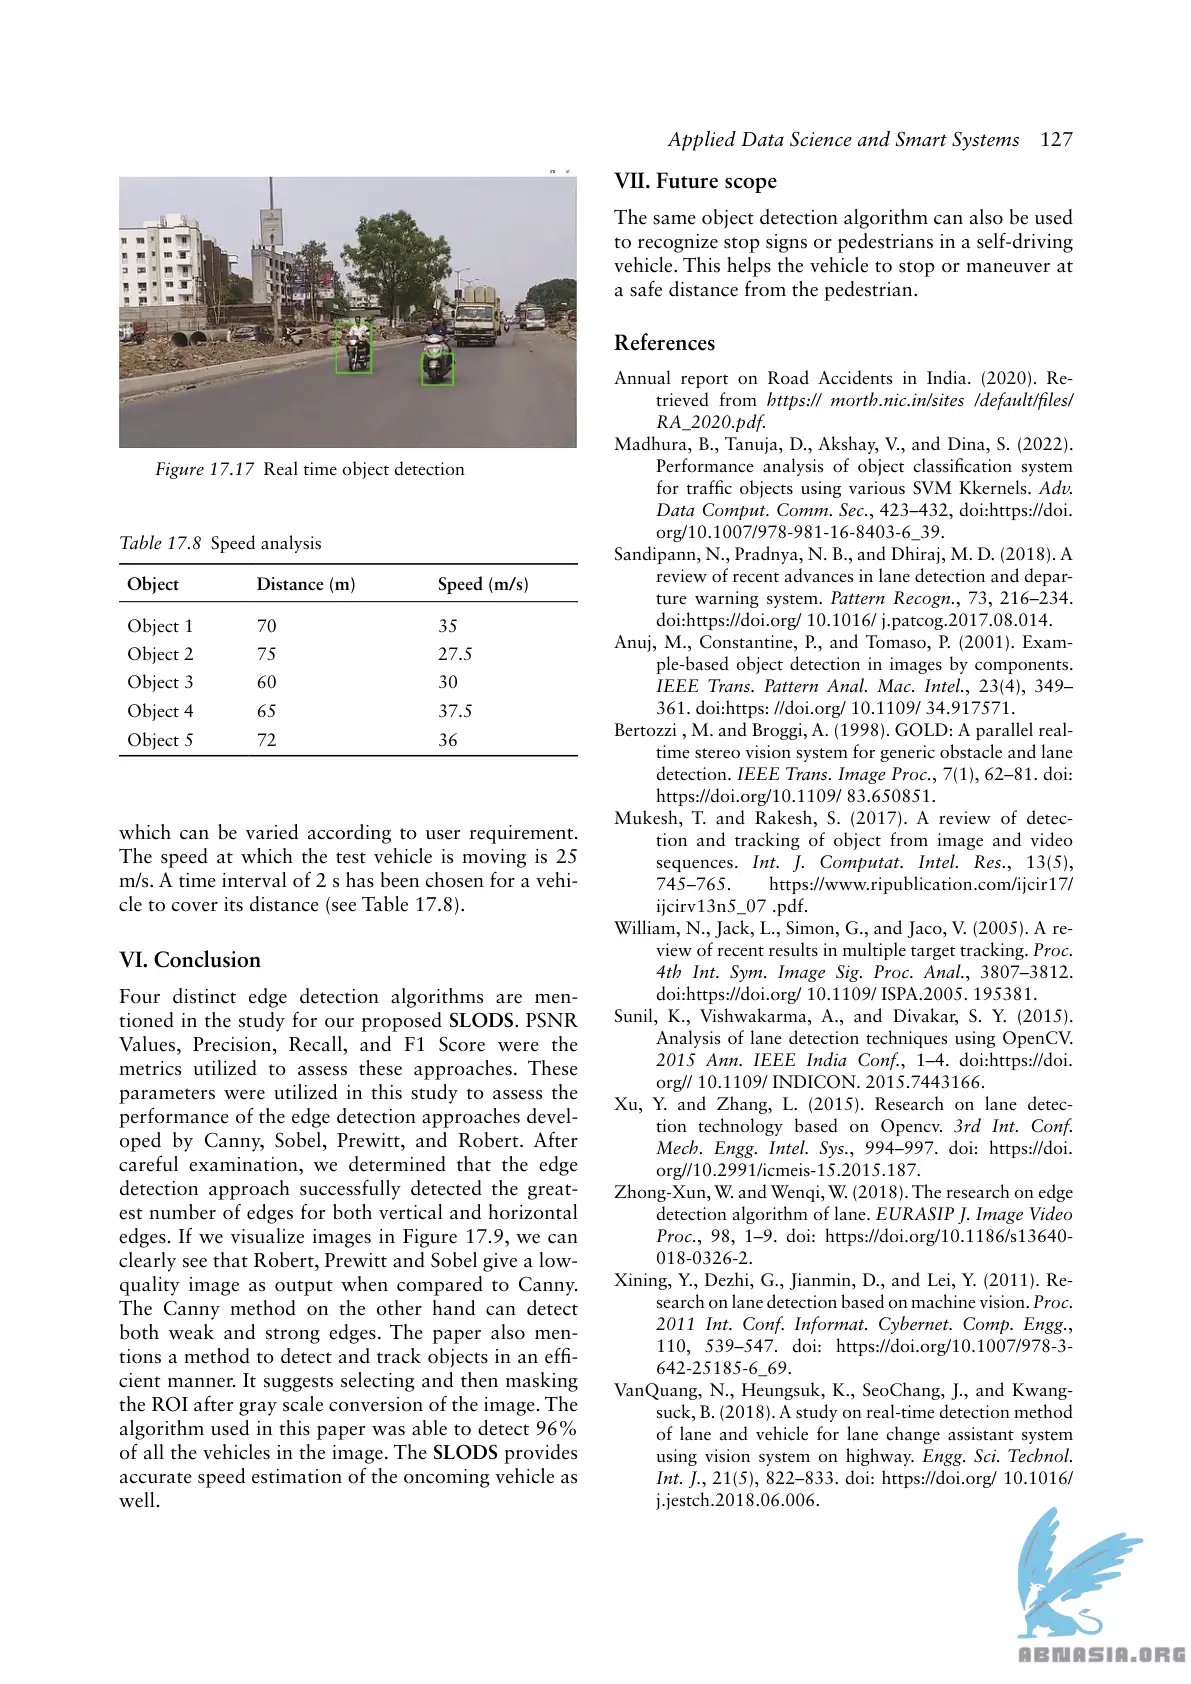 Applied Data Science and Smart Systems 127
Figure 17.17 Real time object detection
Table 17.8 Speed analysis
Object Distance (m) Speed (m/s)
Object 1 70 35
Object 2 75 27.5
Object 3 60 30
Object 4 65 37.5
Object 5 72 36
which can be varied according to user requirement.
The speed at which the test vehicle is moving is 25
m/s. A time interval of 2 s has been chosen for a vehi-
cle to cover its distance (see Table 17.8).
VI. Conclusion
Four distinct edge detection algorithms are men-
tioned in the study for our proposed SLODS. PSNR
Values, Precision, Recall, and F1 Score were the
metrics utilized to assess these approaches. These
parameters were utilized in this study to assess the
performance of the edge detection approaches devel-
oped by Canny, Sobel, Prewitt, and Robert. After
careful examination, we determined that the edge
detection approach successfully detected the great-
est number of edges for both vertical and horizontal
edges. If we visualize images in Figure 17.9, we can
clearly see that Robert, Prewitt and Sobel give a low-
quality image as output when compared to Canny.
The Canny method on the other hand can detect
both weak and strong edges. The paper also men-
tions a method to detect and track objects in an effi-
cient manner. It suggests selecting and then masking
the ROI after gray scale conversion of the image. The
algorithm used in this paper was able to detect 96%
of all the vehicles in the image. The SLODS provides
accurate speed estimation of the oncoming vehicle as
well.
VII. Future scope
The same object detection algorithm can also be used
to recognize stop signs or pedestrians in a self-driving
vehicle. This helps the vehicle to stop or maneuver at
a safe distance from the pedestrian.
References
Annual report on Road Accidents in India. (2020). Re-
trieved from https:// morth.nic.in/sites /default/files/
RA_2020.pdf.
Madhura, B., Tanuja, D., Akshay, V., and Dina, S. (2022).
Performance analysis of object classification system
for traffic objects using various SVM Kkernels. Adv.
Data Comput. Comm. Sec., 423–432, doi:https://doi.
org/10.1007/978-981-16-8403-6_39.
Sandipann, N., Pradnya, N. B., and Dhiraj, M. D. (2018). A
review of recent advances in lane detection and depar-
ture warning system. Pattern Recogn., 73, 216–234.
doi:https://doi.org/ 10.1016/ j.patcog.2017.08.014.
Anuj, M., Constantine, P., and Tomaso, P. (2001). Exam-
ple-based object detection in images by components.
IEEE Trans. Pattern Anal. Mac. Intel., 23(4), 349–
361. doi:https: //doi.org/ 10.1109/ 34.917571.
Bertozzi , M. and Broggi, A. (1998). GOLD: A parallel real-
time stereo vision system for generic obstacle and lane
detection. IEEE Trans. Image Proc., 7(1), 62–81. doi:
https://doi.org/10.1109/ 83.650851.
Mukesh, T. and Rakesh, S. (2017). A review of detec-
tion and tracking of object from image and video
sequences. Int. J. Computat. Intel. Res., 13(5),
745–765. https://www.ripublication.com/ijcir17/
ijcirv13n5_07 .pdf.
William, N., Jack, L., Simon, G., and Jaco, V. (2005). A re-
view of recent results in multiple target tracking. Proc.
4th Int. Sym. Image Sig. Proc. Anal., 3807–3812.
doi:https://doi.org/ 10.1109/ ISPA.2005. 195381.
Sunil, K., Vishwakarma, A., and Divakar, S. Y. (2015).
Analysis of lane detection techniques using OpenCV.
2015 Ann. IEEE India Conf., 1–4. doi:https://doi.
org// 10.1109/ INDICON. 2015.7443166.
Xu, Y. and Zhang, L. (2015). Research on lane detec-
tion technology based on Opencv. 3rd Int. Conf.
Mech. Engg. Intel. Sys., 994–997. doi: https://doi.
org//10.2991/icmeis-15.2015.187.
Zhong-Xun, W. and Wenqi, W. (2018). The research on edge
detection algorithm of lane. EURASIP J. Image Video
Proc., 98, 1–9. doi: https://doi.org/10.1186/s13640-
018-0326-2.
Xining, Y., Dezhi, G., Jianmin, D., and Lei, Y. (2011). Re-
search on lane detection based on machine vision. Proc.
2011 Int. Conf. Informat. Cybernet. Comp. Engg.,
110, 539–547. doi: https://doi.org/10.1007/978-3-
642-25185-6_69.
VanQuang, N., Heungsuk, K., SeoChang, J., and Kwang-
suck, B. (2018). A study on real-time detection method
of lane and vehicle for lane change assistant system
using vision system on highway. Engg. Sci. Technol.
Int. J., 21(5), 822–833. doi: https://doi.org/ 10.1016/
j.jestch.2018.06.006.
ABNASIA.ORG